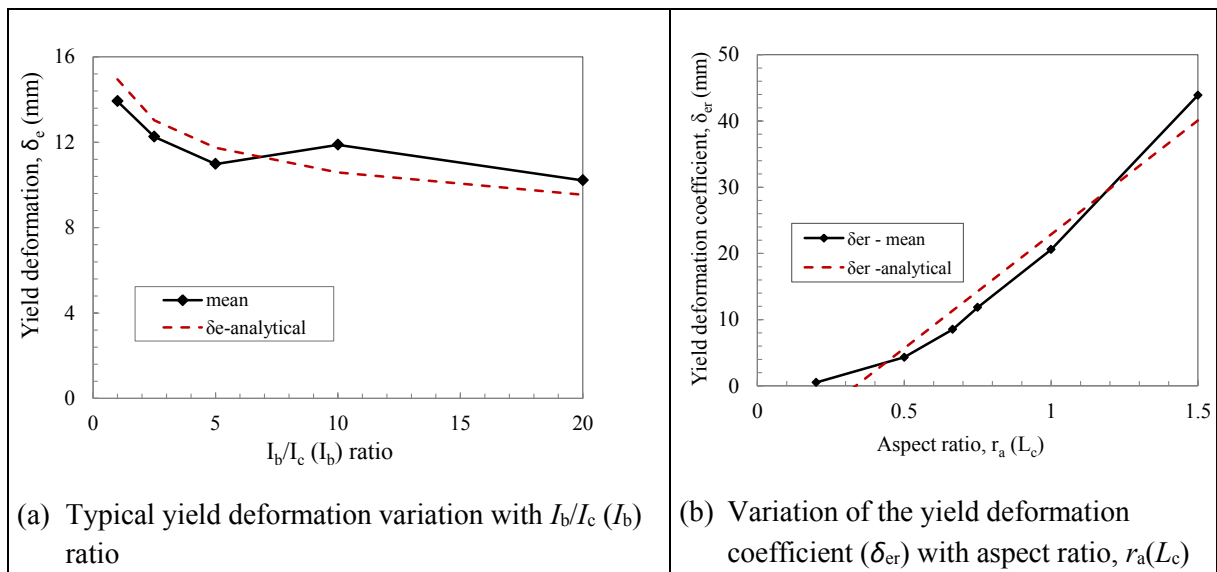 16
12
8
4
0
0
5
10
15
20
Yield deformation, δe (mm)
Ib/Ic (Ib) ratio
mean
δe-analytical
(a) Typical yield deformation variation with Ib/Ic (Ib)
ratio
50
40
30
20
10
0
0
0.5
1
1.5
Yield deformation coefficient, δer (mm)
Aspect ratio, ra (Lc)
δer - mean
δer -analytical
(b) Variation of the yield deformation
coefficient (δer) with aspect ratio, ra(Lc)